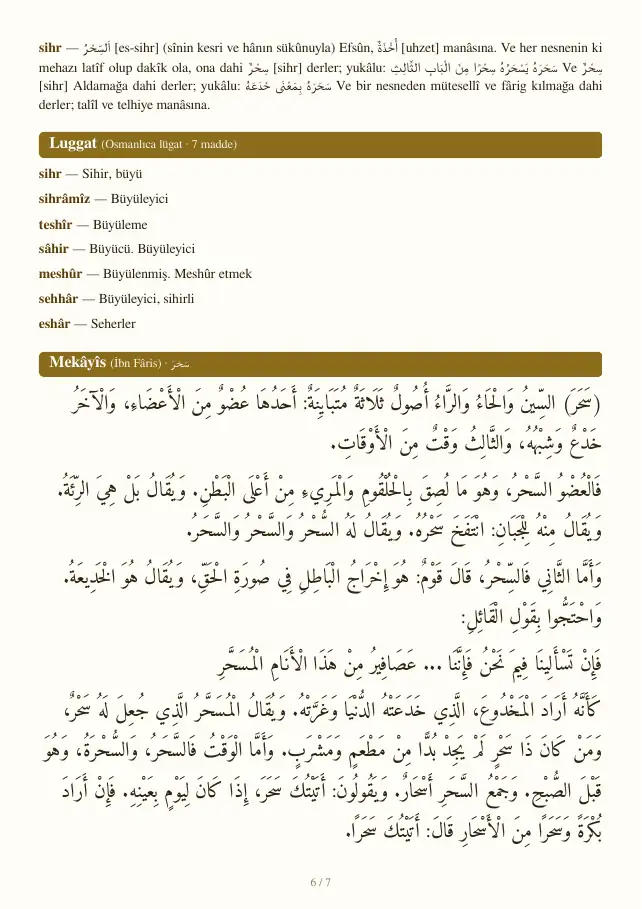 sihr — اَلسِّحْرُ [es-sihr] (sînin kesri ve hânın sükûnuyla) Efsûn, أُخْذَةٌ [uhzet] manâsına. Ve her nesnenin ki
mehazı latîf olup dakîk ola, ona dahi سِحْرٌ [sihr] derler; yukâlu: سَحَرَهُ يَسْحَرُهُ سِحْرًا مِنَ الْبَابِ الثَّالِثِ Ve سِحْرٌ
[sihr] Aldamağa dahi derler; yukâlu: سَحَرَهُ بِمَعْنَى خَدَعَهُ Ve bir nesneden mütesellî ve fârig kılmağa dahi
derler; talîl ve telhiye manâsına.
Luggat (Osmanlıca lügat · 7 madde)
sihr — Sihir, büyü
sihrâmîz — Büyüleyici
teshîr — Büyüleme
sâhir — Büyücü. Büyüleyici
meshûr — Büyülenmiş. Meshûr etmek
sehhâr — Büyüleyici, sihirli
eshâr — Seherler
Mekâyîs (İbn Fâris) · سَحَرَ
(سَحَرَ) السِّينُ وَالْحَاءُ وَالرَّاءُ أُصُولٌ ثَلَاثَةٌ مُتَبَايِنَةٌ: أَحَدُهَا عُضْوٌ مِنَ الْأَعْضَاءِ، وَالْآخَرُ
خَدْعٌ وَشِبْهُهُ، وَالثَّالِثُ وَقْتٌ مِنَ الْأَوْقَاتِ.
فَالْعُضْوُ السَّحْرُ، وَهُوَ مَا لَصِقَ بِالْحُلْقُومِ وَالْمَرِيءِ مِنْ أَعْلَى الْبَطْنِ. وَيُقَالُ بَلْ هِيَ الرِّئَةُ.
وَيُقَالُ مِنْهُ لِلْجَبَانِ: انْتَفَخَ سَحْرُهُ. وَيُقَالُ لَهُ السُّحْرُ وَالسَّحْرُ وَالسَّحَرُ.
وَأَمَّا الثَّانِي فَالسِّحْرُ، قَالَ قَوْمٌ: هُوَ إِخْرَاجُ الْبَاطِلِ فِي صُورَةِ الْحَقِّ، وَيُقَالُ هُوَ الْخَدِيعَةُ.
وَاحْتَجُّوا بِقَوْلِ الْقَائِلِ:
فَإِنْ تَسْأَلِينَا فِيمَ نَحْنُ فَإِنَّنَا ... عَصَافِيرُ مِنْ هَذَا الْأَنَامِ الْمُسَحَّرِ
كَأَنَّهُ أَرَادَ الْمَخْدُوعَ، الَّذِي خَدَعَتْهُ الدُّنْيَا وَغَرَّتْهُ. وَيُقَالُ الْمُسَحَّرُ الَّذِي جُعِلَ لَهُ سَحْرٌ،
وَمَنْ كَانَ ذَا سَحْرٍ لَمْ يَجِدْ بُدًّا مِنْ مَطْعَمٍ وَمَشْرَبٍ. وَأَمَّا الْوَقْتُ فَالسَّحَرُ، وَالسُّحْرَةُ، وَهُوَ
قَبْلَ الصُّبْحِ. وَجَمْعُ السَّحَرِ أَسْحَارٌ. وَيَقُولُونَ: أَتَيْتُكَ سَحَرَ، إِذَا كَانَ لِيَوْمٍ بِعَيْنِهِ. فَإِنْ أَرَادَ
بُكْرَةً وَسَحَرًا مِنَ الْأَسْحَارِ قَالَ: أَتَيْتُكَ سَحَرًا.
6 / 7